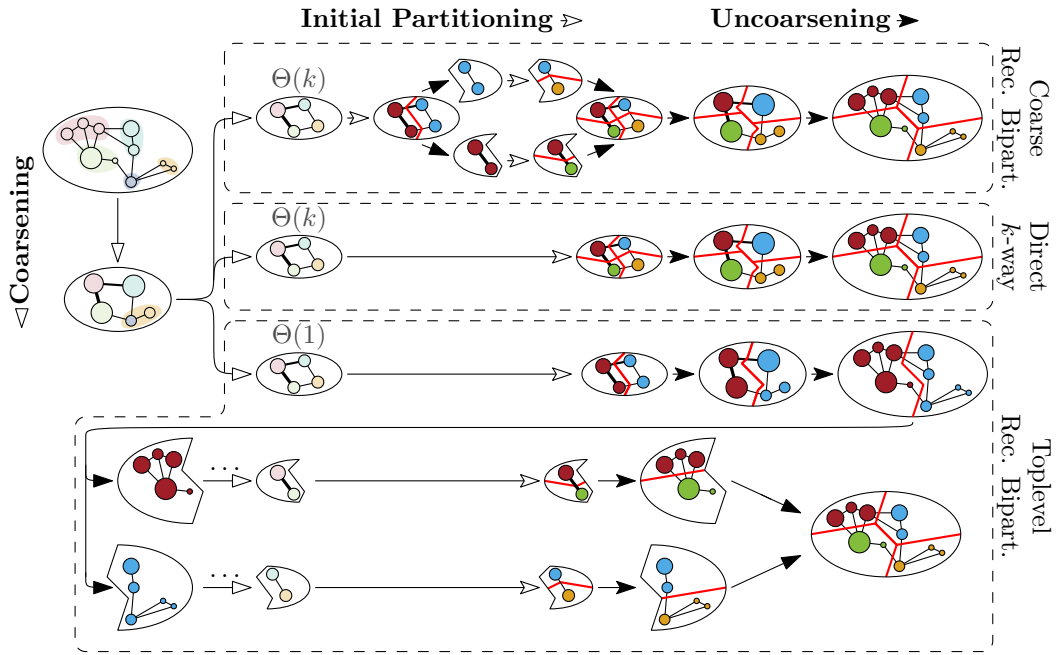 Initial Partitioning
Uncoarsening
Coarsening
Θ(k)
Coarse
Rec. Bipart.
Θ(k)
Direct
k-way
Θ(1)
Toplevel
Rec. Bipart.
...
...